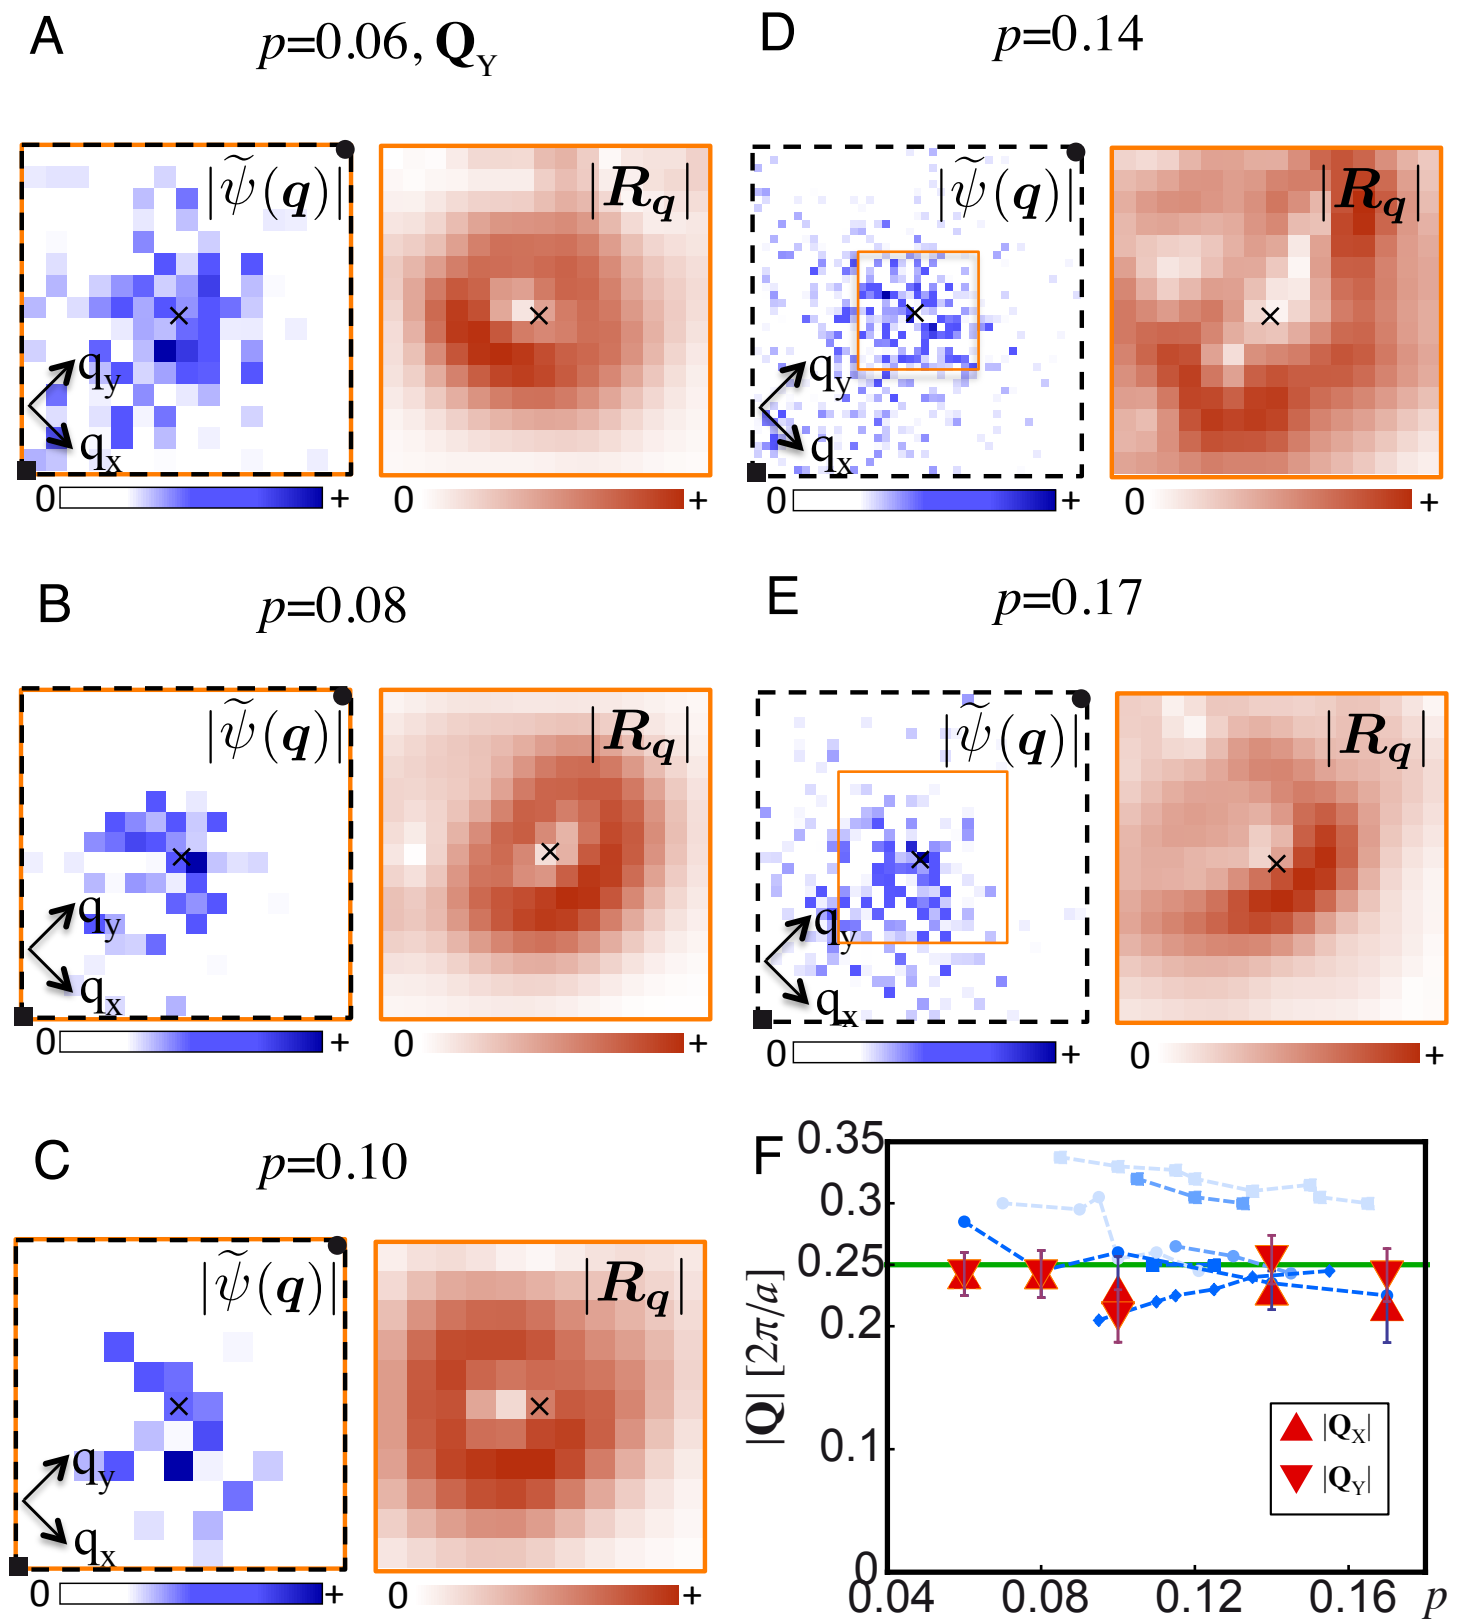 A
p=0.06, Q_Y
|ψ̃(q)|
|R_q|
q_y
q_x
0 +
0 +
B
p=0.08
|ψ̃(q)|
|R_q|
q_y
q_x
0 +
0 +
C
p=0.10
|ψ̃(q)|
|R_q|
q_y
q_x
0 +
0 +
D
p=0.14
|ψ̃(q)|
|R_q|
q_y
q_x
0 +
0 +
E
p=0.17
|ψ̃(q)|
|R_q|
q_y
q_x
0 +
0 +
F
|Q| [2π/a]
0.35
0.3
0.25
0.2
0.1
0
0.04 0.08 0.12 0.16 p
|Q_X|
|Q_Y|